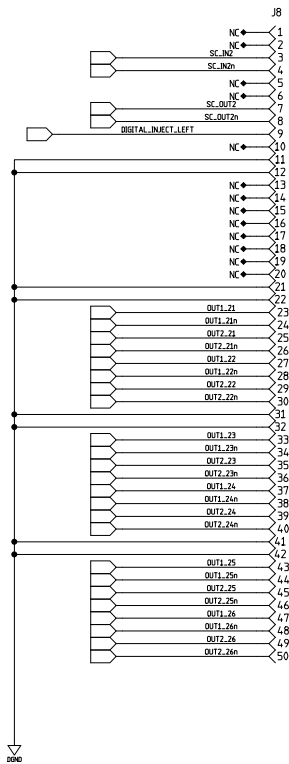 J8
NC 1
NC 2
SC_IN2 3
SC_IN2n 4
NC 5
NC 6
SC_OUT2 7
SC_OUT2n 8
DIGITAL_INJECT_LEFT 9
NC 10
11
12
NC 13
NC 14
NC 15
NC 16
NC 17
NC 18
NC 19
NC 20
21
22
OUT1_21 23
OUT1_21n 24
OUT2_21 25
OUT2_21n 26
OUT1_22 27
OUT1_22n 28
OUT2_22 29
OUT2_22n 30
31
32
OUT1_23 33
OUT1_23n 34
OUT2_23 35
OUT2_23n 36
OUT1_24 37
OUT1_24n 38
OUT2_24 39
OUT2_24n 40
41
42
OUT1_25 43
OUT1_25n 44
OUT2_25 45
OUT2_25n 46
OUT1_26 47
OUT1_26n 48
OUT2_26 49
OUT2_26n 50
DGND